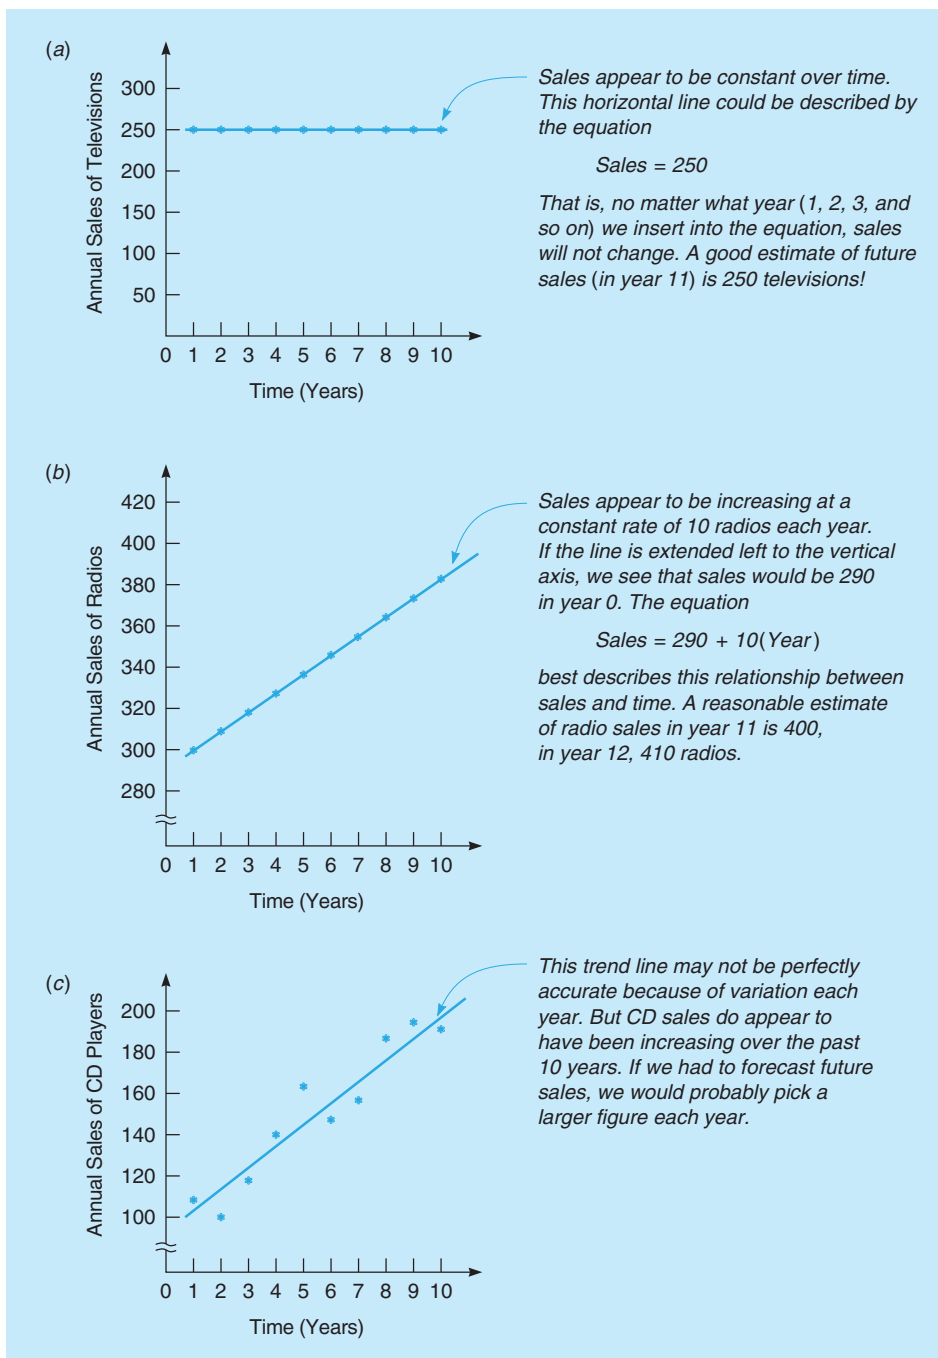 (a)
Annual Sales of Televisions
300
250
200
150
100
50
0 1 2 3 4 5 6 7 8 9 10
Time (Years)
Sales appear to be constant over time.
This horizontal line could be described by
the equation
Sales = 250
That is, no matter what year (1, 2, 3, and
so on) we insert into the equation, sales
will not change. A good estimate of future
sales (in year 11) is 250 televisions!
(b)
Annual Sales of Radios
420
400
380
360
340
320
300
280
0 1 2 3 4 5 6 7 8 9 10
Time (Years)
Sales appear to be increasing at a
constant rate of 10 radios each year.
If the line is extended left to the vertical
axis, we see that sales would be 290
in year 0. The equation
Sales = 290 + 10(Year)
best describes this relationship between
sales and time. A reasonable estimate
of radio sales in year 11 is 400,
in year 12, 410 radios.
(c)
Annual Sales of CD Players
200
180
160
140
120
100
0 1 2 3 4 5 6 7 8 9 10
Time (Years)
This trend line may not be perfectly
accurate because of variation each
year. But CD sales do appear to
have been increasing over the past
10 years. If we had to forecast future
sales, we would probably pick a
larger figure each year.